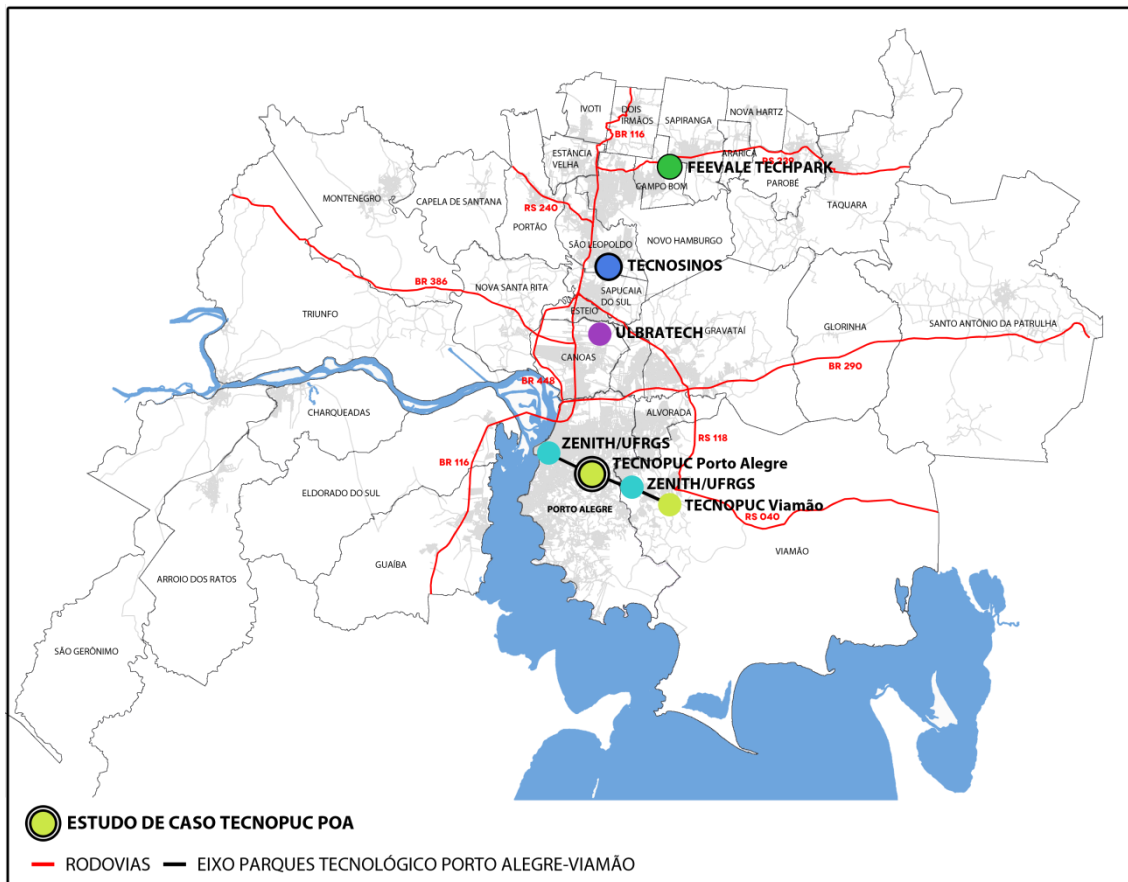 IVOTI
DOIS
IRMÃOS
SAPIRANGA
NOVA HARTZ
BR 116
ESTÂNCIA
VELHA
ARARICÁ
RS 239
FEEVALE TECHPARK
CAMPO BOM
PAROBÉ
TAQUARA
MONTENEGRO
CAPELA DE SANTANA
RS 240
PORTÃO
SÃO LEOPOLDO
NOVO HAMBURGO
TECNOSINOS
BR 386
NOVA SANTA RITA
SAPUCAIA
DO SUL
ESTEIO
TRIUNFO
ULBRATECH
GRAVATAÍ
GLORINHA
SANTO ANTÔNIO DA PATRULHA
CANOAS
BR 290
BR 448
CHARQUEADAS
ALVORADA
ZENITH/UFRGS
RS 118
BR 116
TECNOPUC Porto Alegre
ZENITH/UFRGS
ELDORADO DO SUL
TECNOPUC Viamão
PORTO ALEGRE
RS 040
VIAMÃO
GUAÍBA
ARROIO DOS RATOS
SÃO GERÔNIMO
ESTUDO DE CASO TECNOPUC POA
RODOVIAS
EIXO PARQUES TECNOLÓGICO PORTO ALEGRE-VIAMÃO